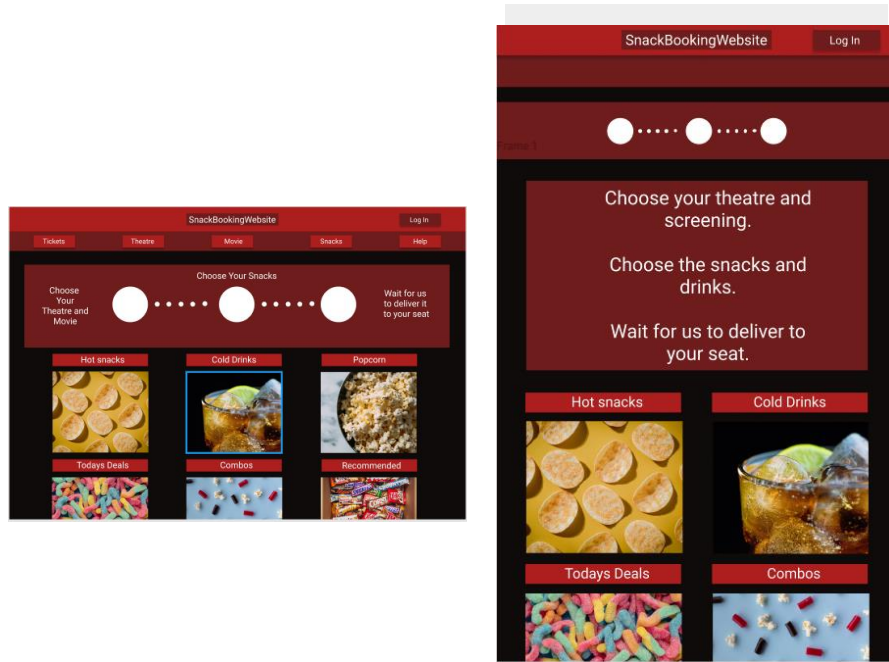 SnackBookingWebsite
Log In
Tickets
Theatre
Movie
Snacks
Help
Choose Your Snacks
Choose
Your
Theatre and
Movie
Wait for us
to deliver it
to your seat
Hot snacks
Cold Drinks
Popcorn
Todays Deals
Combos
Recommended
SnackBookingWebsite
Log In
Frame 1
Choose your theatre and
screening.
Choose the snacks and
drinks.
Wait for us to deliver to
your seat.
Hot snacks
Cold Drinks
Todays Deals
Combos